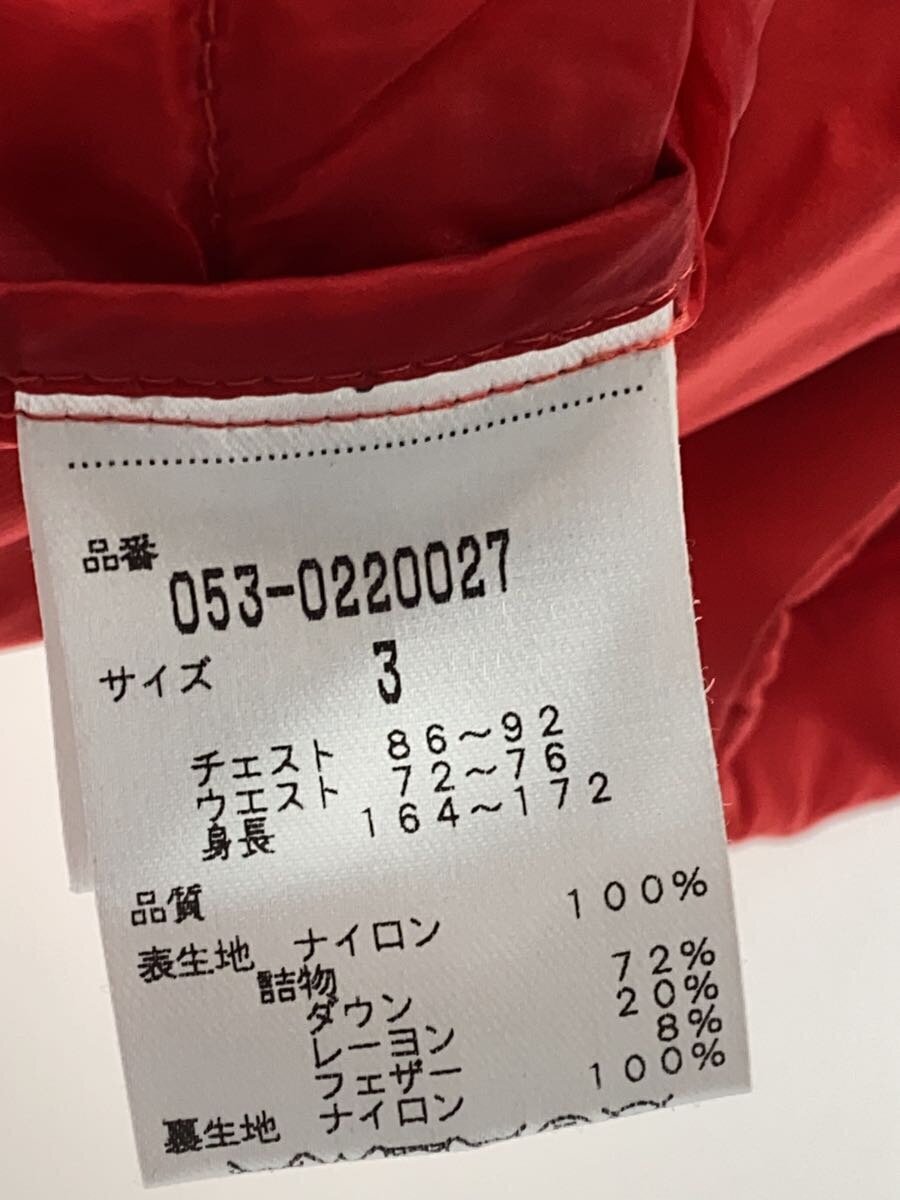 品番 053-0220027
サイズ 3
チェスト 86～92
ウエスト 72～76
身長 164～172
品質
表生地 ナイロン 100%
詰物
ダウン 72%
レーヨン 20%
フェザー 8%
裏生地 ナイロン 100%